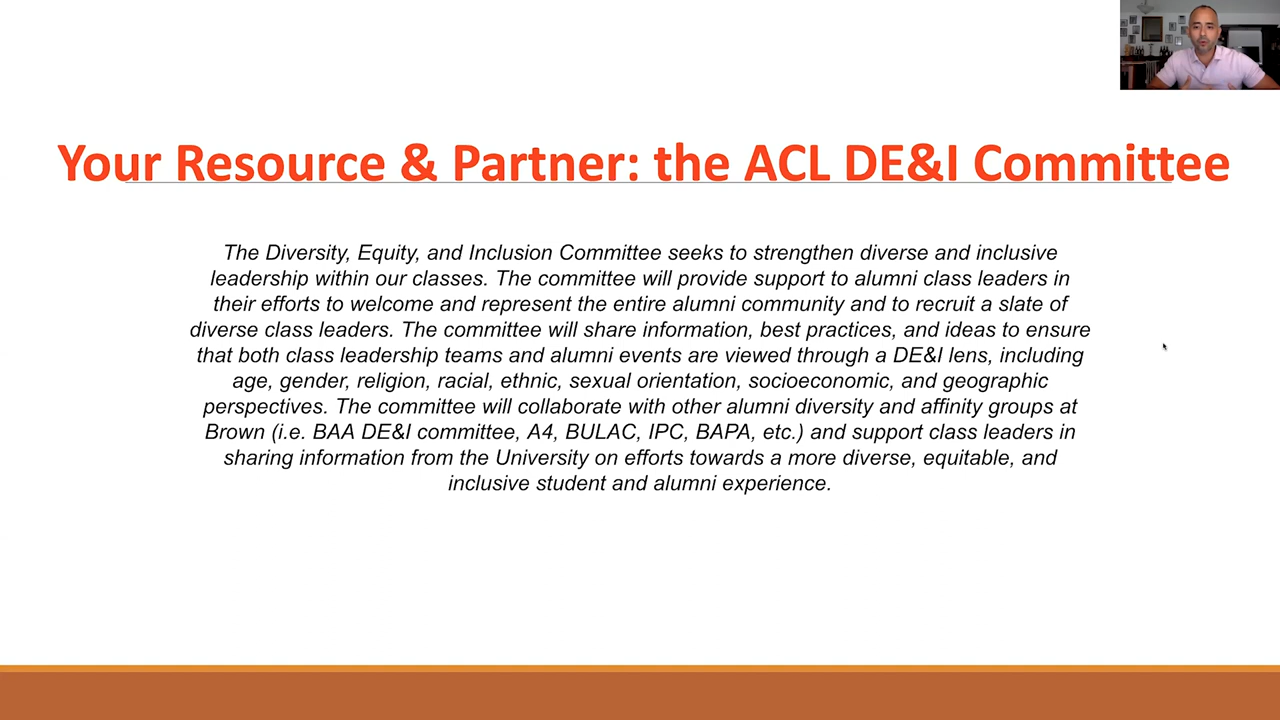 Your Resource & Partner: the ACL DE&I Committee
The Diversity, Equity, and Inclusion Committee seeks to strengthen diverse and inclusive
leadership within our classes. The committee will provide support to alumni class leaders in
their efforts to welcome and represent the entire alumni community and to recruit a slate of
diverse class leaders. The committee will share information, best practices, and ideas to ensure
that both class leadership teams and alumni events are viewed through a DE&I lens, including
age, gender, religion, racial, ethnic, sexual orientation, socioeconomic, and geographic
perspectives. The committee will collaborate with other alumni diversity and affinity groups at
Brown (i.e. BAA DE&I committee, A4, BULAC, IPC, BAPA, etc.) and support class leaders in
sharing information from the University on efforts towards a more diverse, equitable, and
inclusive student and alumni experience.